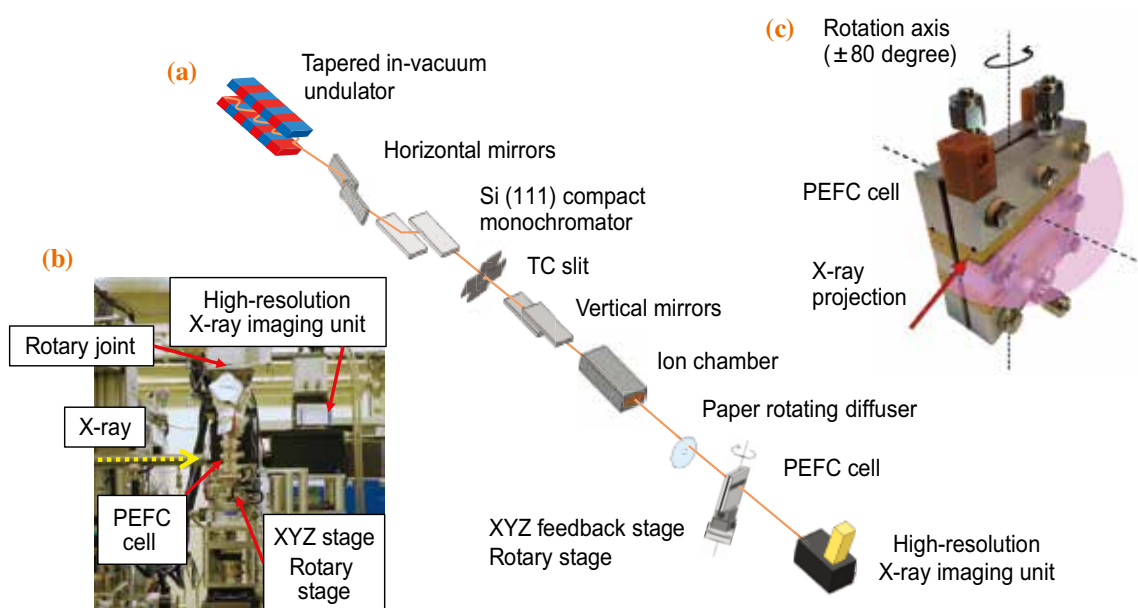 (a)
Tapered in-vacuum
undulator
Horizontal mirrors
Si (111) compact
monochromator
TC slit
Vertical mirrors
Ion chamber
Paper rotating diffuser
PEFC cell
XYZ feedback stage
Rotary stage
High-resolution
X-ray imaging unit
(b)
High-resolution
X-ray imaging unit
Rotary joint
X-ray
PEFC
cell
XYZ stage
Rotary
stage
(c)
Rotation axis
(±80 degree)
PEFC cell
X-ray
projection